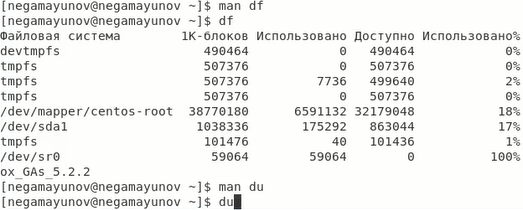 [negamayunov@negamayunov ~]$ man df
[negamayunov@negamayunov ~]$ df
Файловая система 1K-блоков Использовано Доступно Использовано%
devtmpfs 490464 0 490464 0%
tmpfs 507376 0 507376 0%
tmpfs 507376 7736 499640 2%
tmpfs 507376 0 507376 0%
/dev/mapper/centos-root 38770180 6591132 32179048 18%
/dev/sda1 1038336 175292 863044 17%
tmpfs 101476 40 101436 1%
/dev/sr0 59064 59064 0 100%
ox_GAs_5.2.2
[negamayunov@negamayunov ~]$ man du
[negamayunov@negamayunov ~]$ du